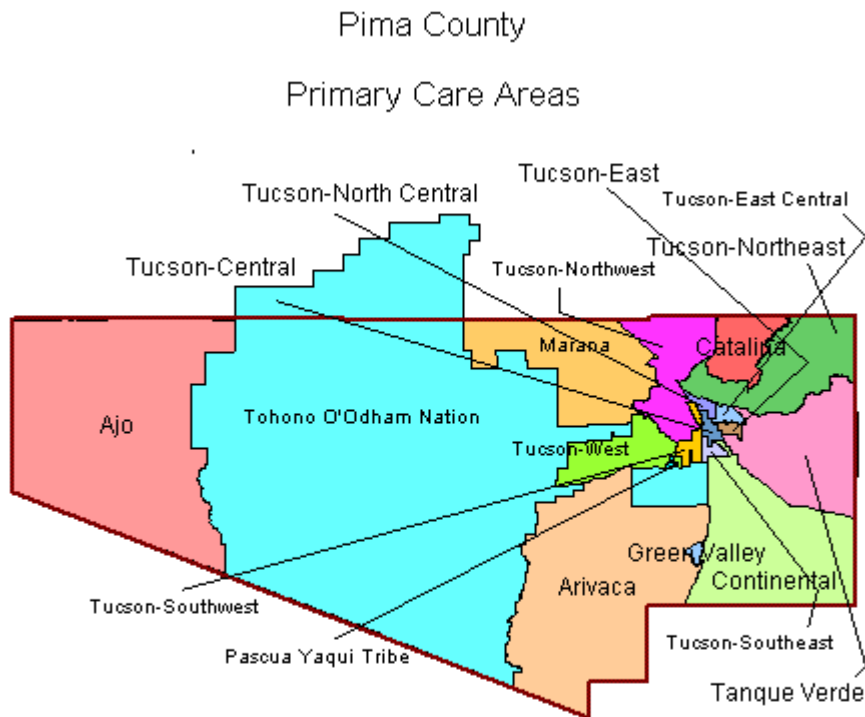 Pima County
Primary Care Areas
Tucson-East
Tucson-North Central
Tucson-East Central
Tucson-Northeast
Tucson-Central
Tucson-Northwest
Marana
Catalina
Ajo
Tohono O'Odham Nation
Tucson-West
Green Valley
Arivaca
Continental
Tucson-Southwest
Tucson-Southeast
Pascua Yaqui Tribe
Tanque Verde